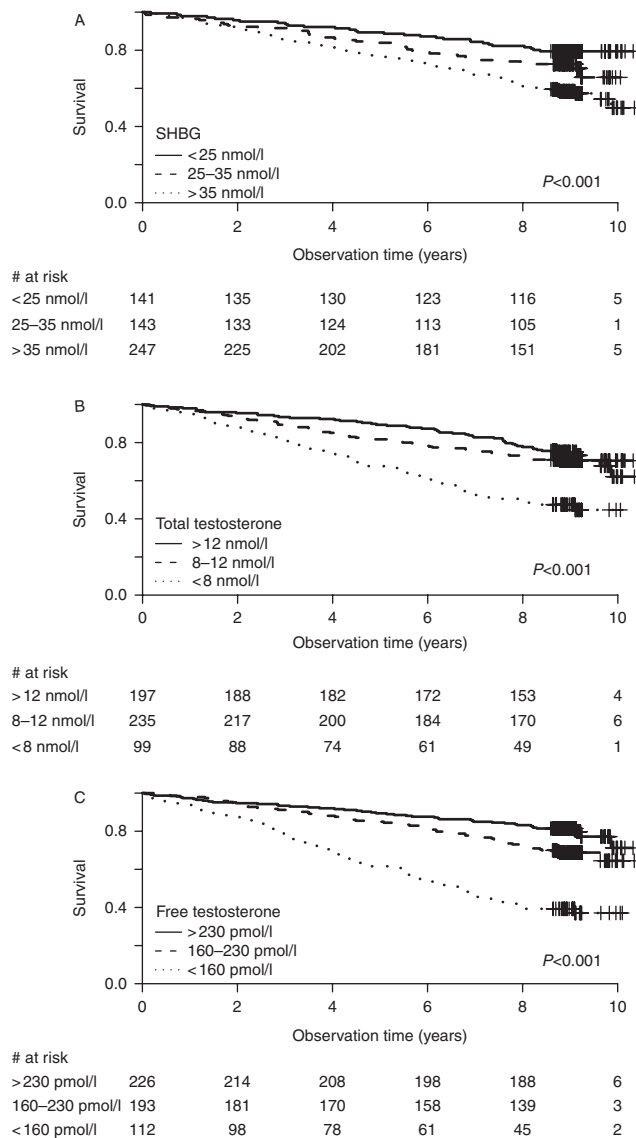 A
0.8
0.4
0.0
Survival
SHBG
<25 nmol/l
25–35 nmol/l
>35 nmol/l
P<0.001
0 2 4 6 8 10
Observation time (years)
# at risk
<25 nmol/l 141 135 130 123 116 5
25–35 nmol/l 143 133 124 113 105 1
>35 nmol/l 247 225 202 181 151 5
B
0.8
0.4
0.0
Survival
Total testosterone
>12 nmol/l
8–12 nmol/l
<8 nmol/l
P<0.001
0 2 4 6 8 10
Observation time (years)
# at risk
>12 nmol/l 197 188 182 172 153 4
8–12 nmol/l 235 217 200 184 170 6
<8 nmol/l 99 88 74 61 49 1
C
0.8
0.4
0.0
Survival
Free testosterone
>230 pmol/l
160–230 pmol/l
<160 pmol/l
P<0.001
0 2 4 6 8 10
Observation time (years)
# at risk
>230 pmol/l 226 214 208 198 188 6
160–230 pmol/l 193 181 170 158 139 3
<160 pmol/l 112 98 78 61 45 2